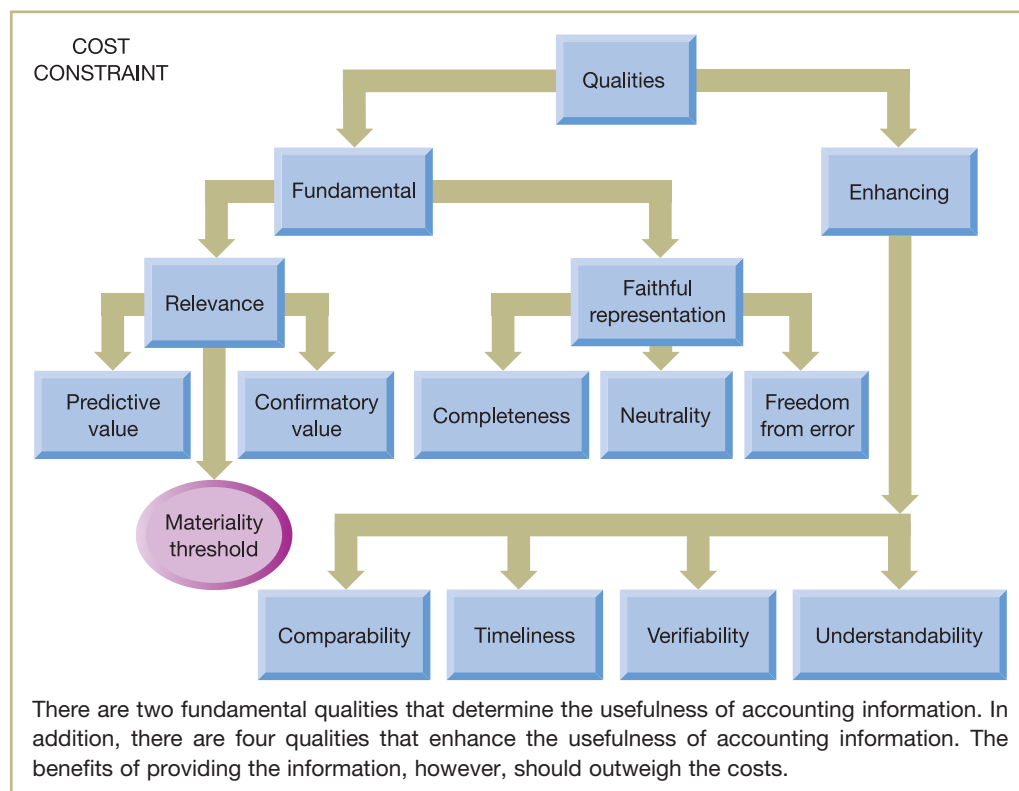 COST
CONSTRAINT
Qualities
Fundamental
Enhancing
Relevance
Faithful
representation
Predictive
value
Confirmatory
value
Completeness
Neutrality
Freedom
from error
Materiality
threshold
Comparability
Timeliness
Verifiability
Understandability
There are two fundamental qualities that determine the usefulness of accounting information. In
addition, there are four qualities that enhance the usefulness of accounting information. The
benefits of providing the information, however, should outweigh the costs.